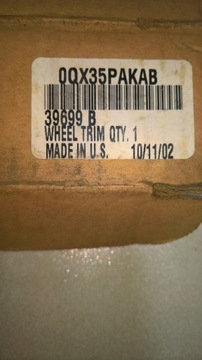 0QX35PAKAB
39699 B
WHEEL TRIM QTY. 1
MADE IN U.S. 10/11/02